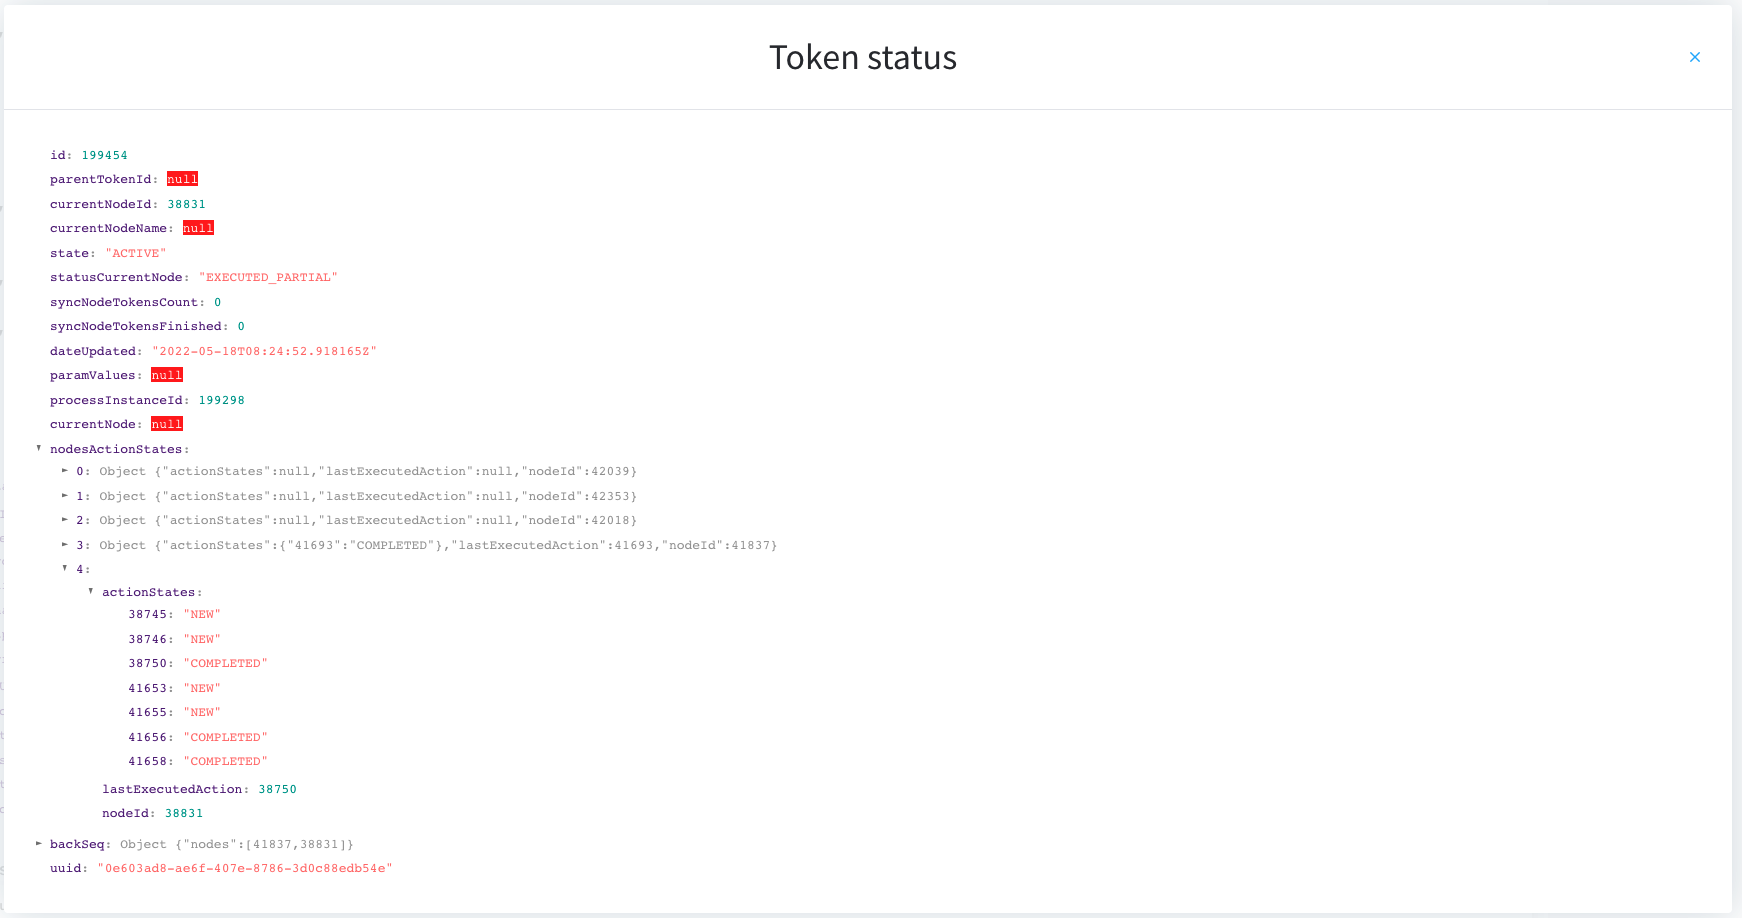 Token status
×
id: 199454
parentTokenId: null
currentNodeId: 38831
currentNodeName: null
state: "ACTIVE"
statusCurrentNode: "EXECUTED_PARTIAL"
syncNodeTokensCount: 0
syncNodeTokensFinished: 0
dateUpdated: "2022-05-18T08:24:52.918165Z"
paramValues: null
processInstanceId: 199298
currentNode: null
nodesActionStates:
0: Object {"actionStates":null,"lastExecutedAction":null,"nodeId":42039}
1: Object {"actionStates":null,"lastExecutedAction":null,"nodeId":42353}
2: Object {"actionStates":null,"lastExecutedAction":null,"nodeId":42018}
3: Object {"actionStates":{"41693":"COMPLETED"},"lastExecutedAction":41693,"nodeId":41837}
4:
actionStates:
38745: "NEW"
38746: "NEW"
38750: "COMPLETED"
41653: "NEW"
41655: "NEW"
41656: "COMPLETED"
41658: "COMPLETED"
lastExecutedAction: 38750
nodeId: 38831
backSeq: Object {"nodes":[41837,38831]}
uuid: "0e603ad8-ae6f-407e-8786-3d0c88edb54e"